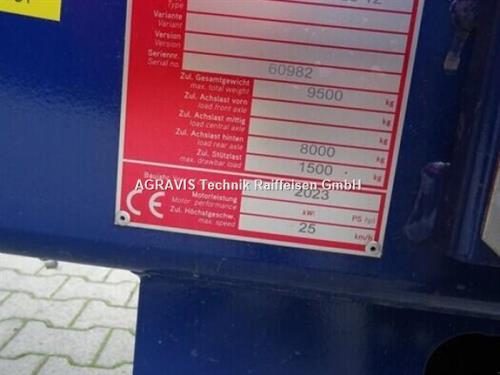 Type
Variante
Variant
Version
Version
Seriennr.
Serial no.
60982
Zul. Gesamtgewicht
max. total weight
9500
kg
Zul. Achslast vorn
load front axle
kg
Zul. Achslast mittig
load central axle
kg
Zul. Achslast hinten
load rear axle
8000
kg
Zul. Stützlast
max. drawbar load
1500
kg
Baujahr
2023
AGRAVIS Technik Raiffeisen GmbH
CE
Motorleistung
Motor performance
kW/
PS hp/
Zul. Höchstgeschw.
max. speed
25
km/h